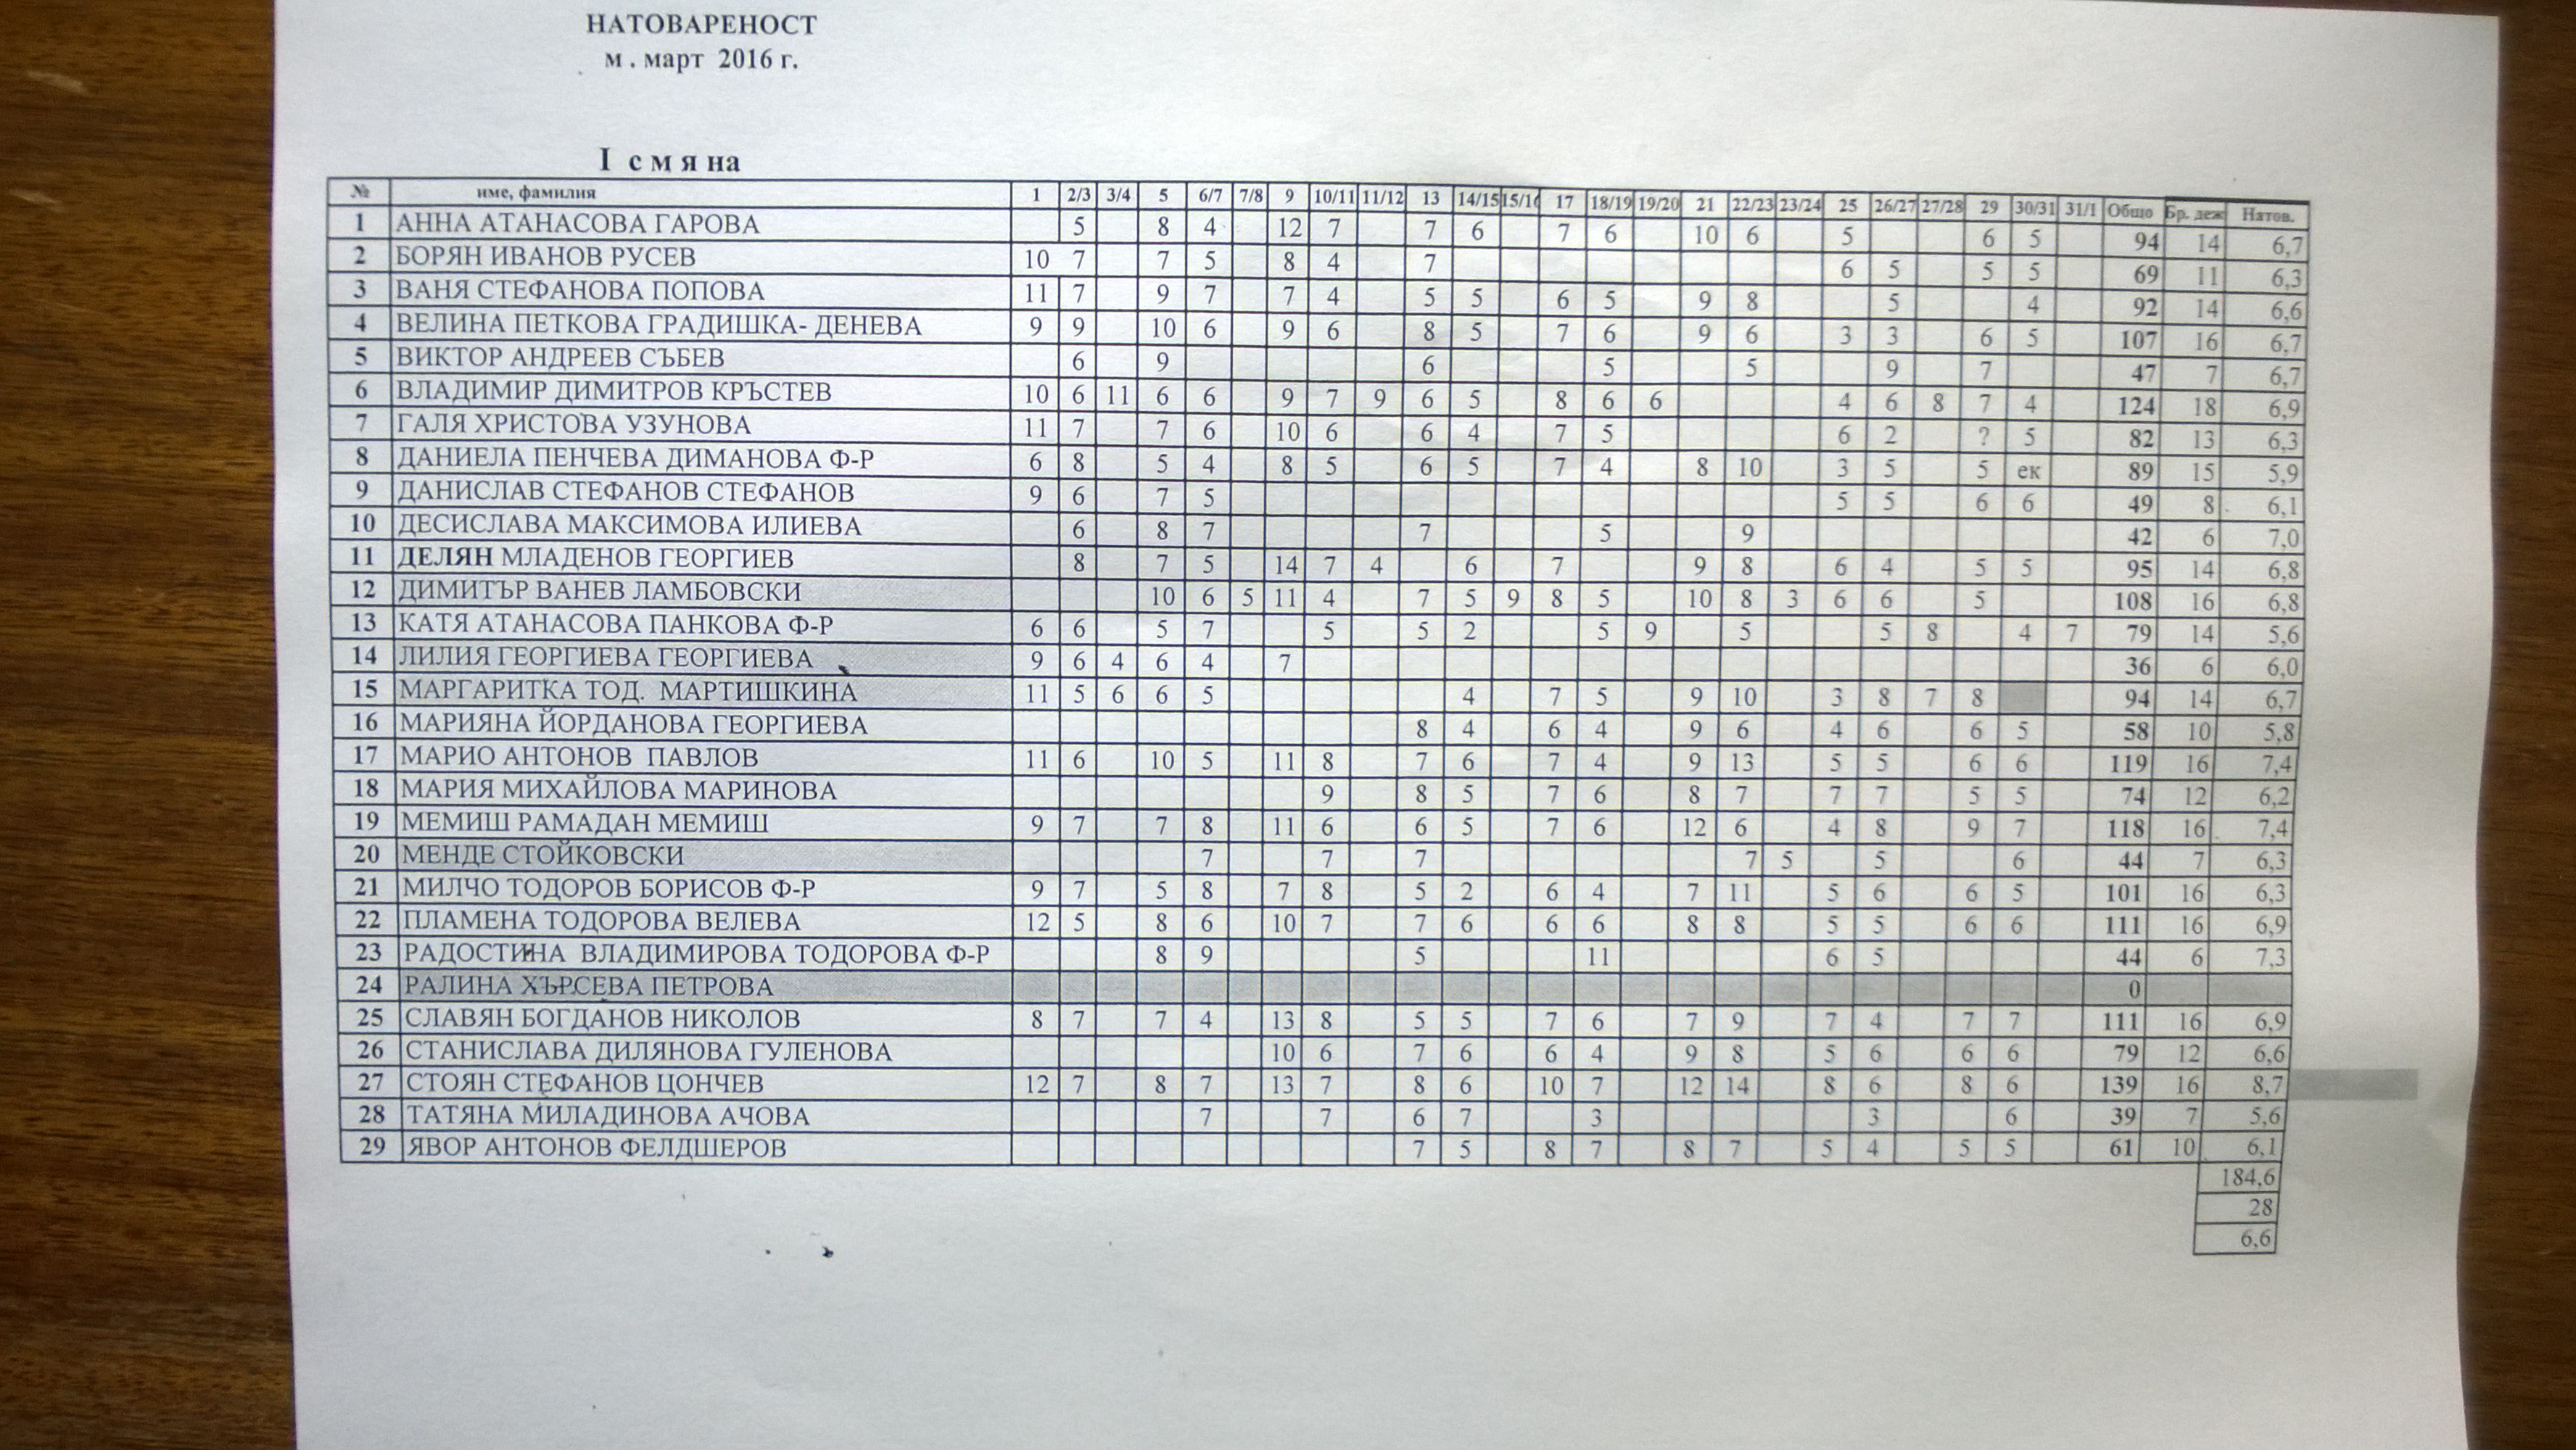 НАТОВАРЕНОСТ
м . март 2016 г.
I с м я на
№ име, фамилия 1 2/3 3/4 5 6/7 7/8 9 10/11 11/12 13 14/15 15/16 17 18/19 19/20 21 22/23 23/24 25 26/27 27/28 29 30/31 31/1 Общо Бр. деж Натов.
1 АННА АТАНАСОВА ГАРОВА 5 8 4 12 7 7 6 7 6 10 6 5 6 5 94 14 6,7
2 БОРЯН ИВАНОВ РУСЕВ 10 7 7 5 8 4 7 6 5 5 5 69 11 6,3
3 ВАНЯ СТЕФАНОВА ПОПОВА 11 7 9 7 7 4 5 5 6 5 9 8 5 4 92 14 6,6
4 ВЕЛИНА ПЕТКОВА ГРАДИШКА- ДЕНЕВА 9 9 10 6 9 6 8 5 7 6 9 6 3 3 6 5 107 16 6,7
5 ВИКТОР АНДРЕЕВ СЪБЕВ 6 9 6 5 5 9 7 47 7 6,7
6 ВЛАДИМИР ДИМИТРОВ КРЪСТЕВ 10 6 11 6 6 9 7 9 6 5 8 6 6 4 6 8 7 4 124 18 6,9
7 ГАЛЯ ХРИСТОВА УЗУНОВА 11 7 7 6 10 6 6 4 7 5 6 2 ? 5 82 13 6,3
8 ДАНИЕЛА ПЕНЧЕВА ДИМАНОВА Ф-Р 6 8 5 4 8 5 6 5 7 4 8 10 3 5 5 ек 89 15 5,9
9 ДАНИСЛАВ СТЕФАНОВ СТЕФАНОВ 9 6 7 5 5 5 6 6 49 8 6,1
10 ДЕСИСЛАВА МАКСИМОВА ИЛИЕВА 6 8 7 7 5 9 42 6 7,0
11 ДЕЛЯН МЛАДЕНОВ ГЕОРГИЕВ 8 7 5 14 7 4 6 7 9 8 6 4 5 5 95 14 6,8
12 ДИМИТЪР ВАНЕВ ЛАМБОВСКИ 10 6 5 11 4 7 5 9 8 5 10 8 3 6 6 5 108 16 6,8
13 КАТЯ АТАНАСОВА ПАНКОВА Ф-Р 6 6 5 7 5 5 2 5 9 5 5 8 4 7 79 14 5,6
14 ЛИЛИЯ ГЕОРГИЕВА ГЕОРГИЕВА 9 6 4 6 4 7 36 6 6,0
15 МАРГАРИТКА ТОД. МАРТИШКИНА 11 5 6 6 5 4 7 5 9 10 3 8 7 8 94 14 6,7
16 МАРИЯНА ЙОРДАНОВА ГЕОРГИЕВА 8 4 6 4 9 6 4 6 6 5 58 10 5,8
17 МАРИО АНТОНОВ ПАВЛОВ 11 6 10 5 11 8 7 6 7 4 9 13 5 5 6 6 119 16 7,4
18 МАРИЯ МИХАЙЛОВА МАРИНОВА 9 8 5 7 6 8 7 7 7 5 5 74 12 6,2
19 МЕМИШ РАМАДАН МЕМИШ 9 7 7 8 11 6 6 5 7 6 12 6 4 8 9 7 118 16 7,4
20 МЕНДЕ СТОЙКОВСКИ 7 7 7 7 5 5 6 44 7 6,3
21 МИЛЧО ТОДОРОВ БОРИСОВ Ф-Р 9 7 5 8 7 8 5 2 6 4 7 11 5 6 6 5 101 16 6,3
22 ПЛАМЕНА ТОДОРОВА ВЕЛЕВА 12 5 8 6 10 7 7 6 6 6 8 8 5 5 6 6 111 16 6,9
23 РАДОСТИНА ВЛАДИМИРОВА ТОДОРОВА Ф-Р 8 9 5 11 6 5 44 6 7,3
24 РАЛИНА ХЪРСЕВА ПЕТРОВА 0
25 СЛАВЯН БОГДАНОВ НИКОЛОВ 8 7 7 4 13 8 5 5 7 6 7 9 7 4 7 7 111 16 6,9
26 СТАНИСЛАВА ДИЛЯНОВА ГУЛЕНОВА 10 6 7 6 6 4 9 8 5 6 6 6 79 12 6,6
27 СТОЯН СТЕФАНОВ ЦОНЧЕВ 12 7 8 7 13 7 8 6 10 7 12 14 8 6 8 6 139 16 8,7
28 ТАТЯНА МИЛАДИНОВА АЧОВА 7 7 6 7 3 3 6 39 7 5,6
29 ЯВОР АНТОНОВ ФЕЛДШЕРОВ 7 5 8 7 8 7 5 4 5 5 61 10 6,1
184,6
28
6,6